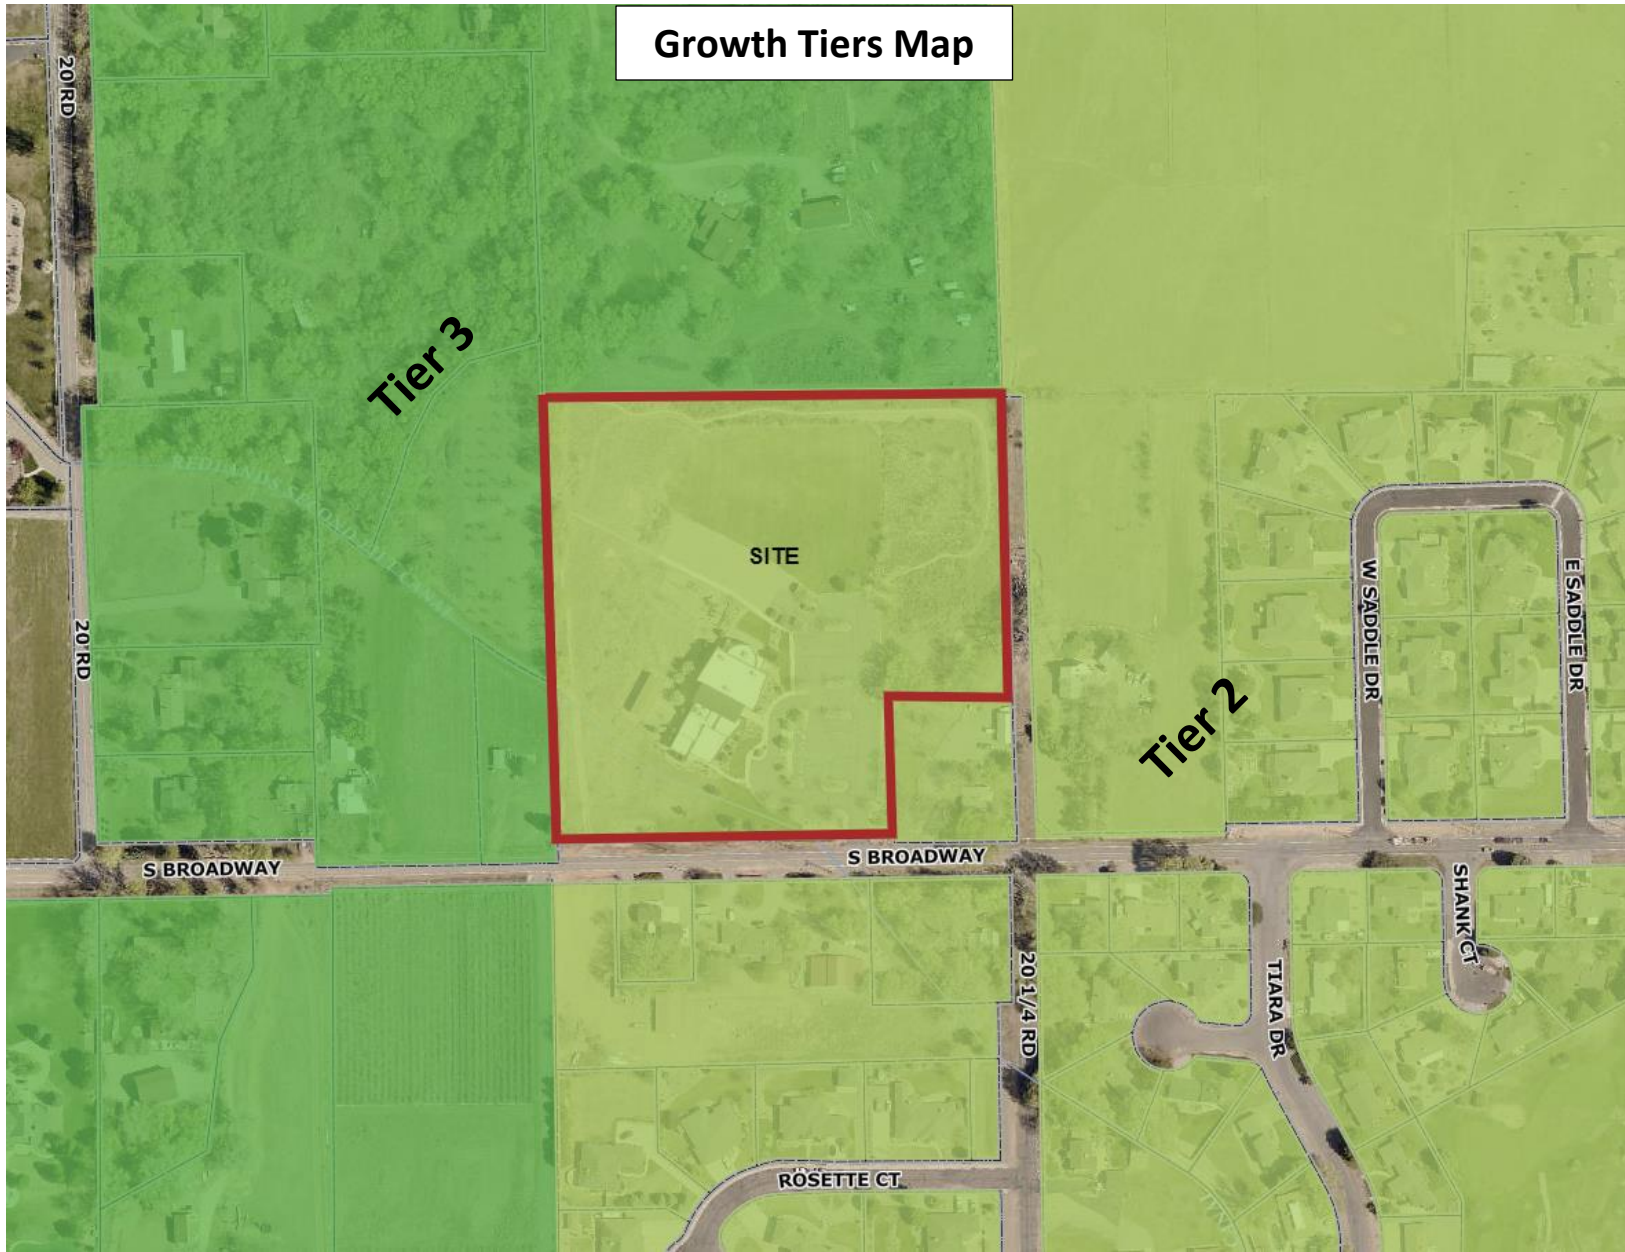 Growth Tiers Map
20 RD
Tier 3
SITE
W SADDLE DR
E SADDLE DR
20 RD
Tier 2
S BROADWAY
S BROADWAY
SHANK CT
20 1/4 RD
TIARA DR
ROSETTE CT